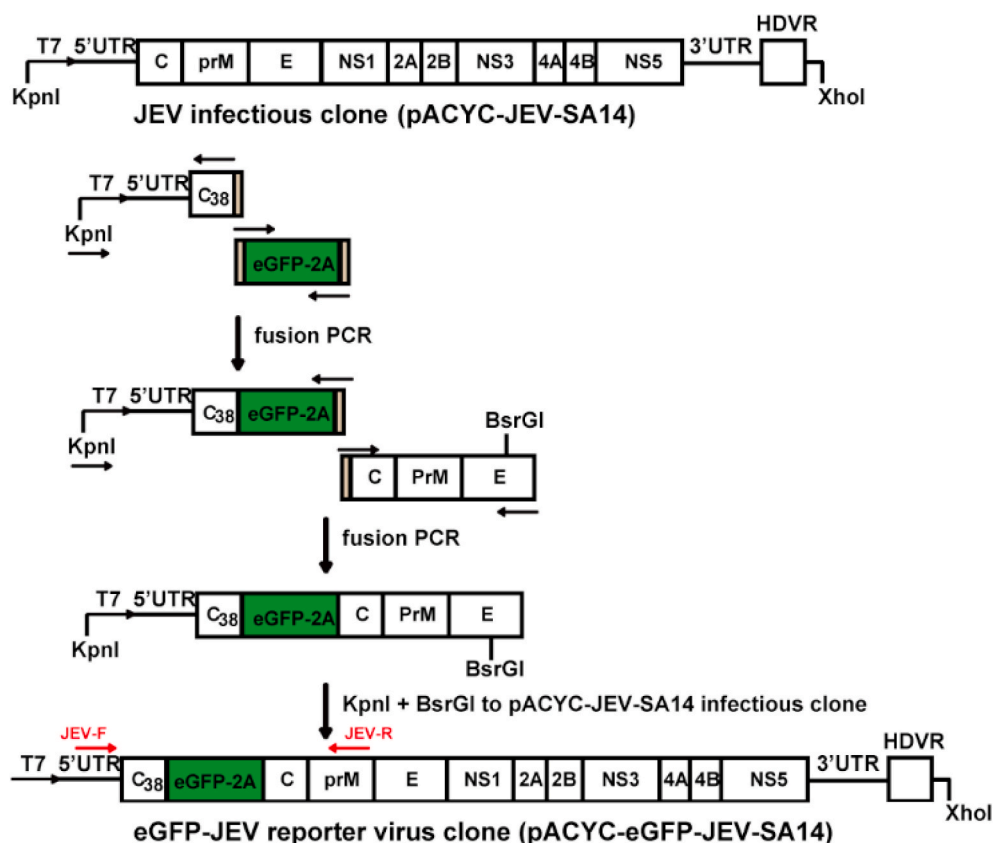 HDVR
T7 5'UTR C prM E NS1 2A 2B NS3 4A 4B NS5 3'UTR
KpnI XhoI
JEV infectious clone (pACYC-JEV-SA14)
T7 5'UTR C38
KpnI
eGFP-2A
fusion PCR
T7 5'UTR C38 eGFP-2A
KpnI
BsrGI
C PrM E
fusion PCR
T7 5'UTR C38 eGFP-2A C PrM E
KpnI
BsrGI
KpnI + BsrGI to pACYC-JEV-SA14 infectious clone
JEV-F JEV-R
HDVR
T7 5'UTR C38 eGFP-2A C prM E NS1 2A 2B NS3 4A 4B NS5 3'UTR
XhoI
eGFP-JEV reporter virus clone (pACYC-eGFP-JEV-SA14)